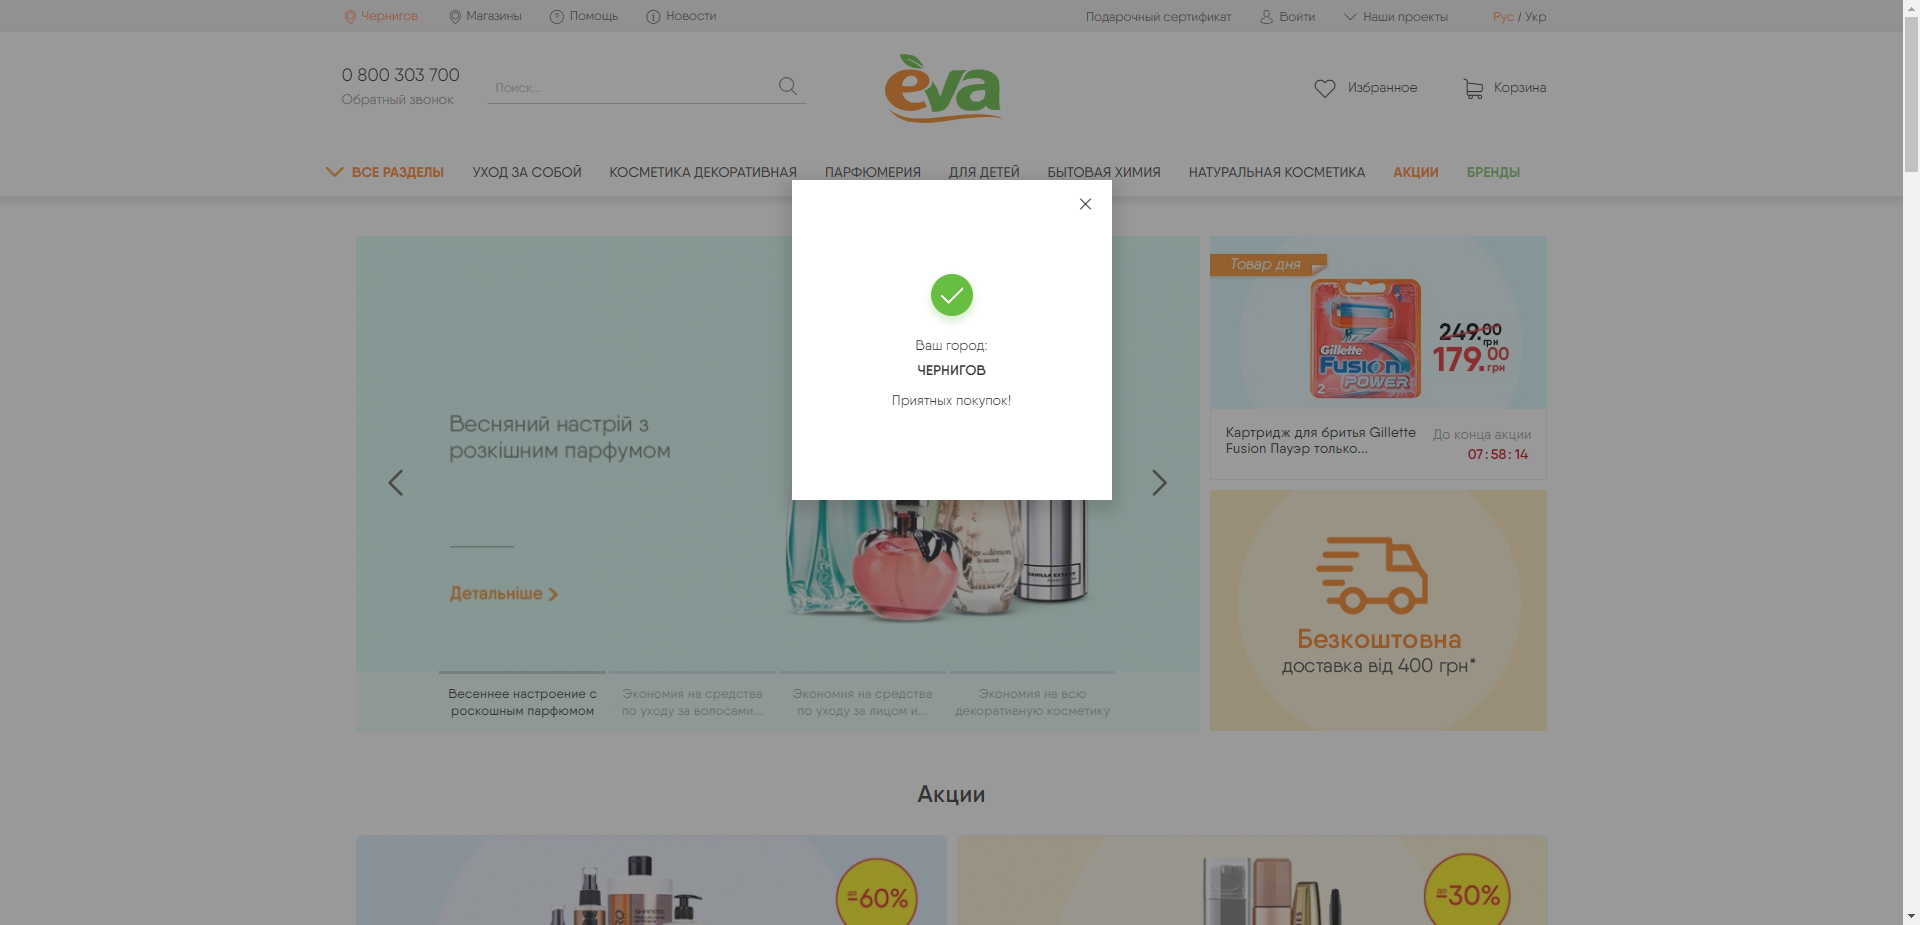 Чернигов
Магазины
Помощь
Новости
Подарочный сертификат
Войти
Наши проекты
Рус / Укр
0 800 303 700
Обратный звонок
Поиск...
eva
Избранное
Корзина
ВСЕ РАЗДЕЛЫ
УХОД ЗА СОБОЙ
КОСМЕТИКА ДЕКОРАТИВНАЯ
ПАРФЮМЕРИЯ
ДЛЯ ДЕТЕЙ
БЫТОВАЯ ХИМИЯ
НАТУРАЛЬНАЯ КОСМЕТИКА
АКЦИИ
БРЕНДЫ
Ваш город:
ЧЕРНИГОВ
Приятных покупок!
Весняний настрій з
розкішним парфумом
Детальніше
VANILLA EXTASY
Весеннее настроение с
роскошным парфюмом
Экономия на средства
по уходу за волосами...
Экономия на средства
по уходу за лицом и...
Экономия на всю
декоративную косметику
Товар дня
Gillette
FUSION
POWER
2
249.00
грн
179.00
грн
Картридж для бритья Gillette
Fusion Пауэр только...
До конца акции
07 : 58 : 14
Безкоштовна
доставка від 400 грн*
Акции
до
-60%
до
-30%